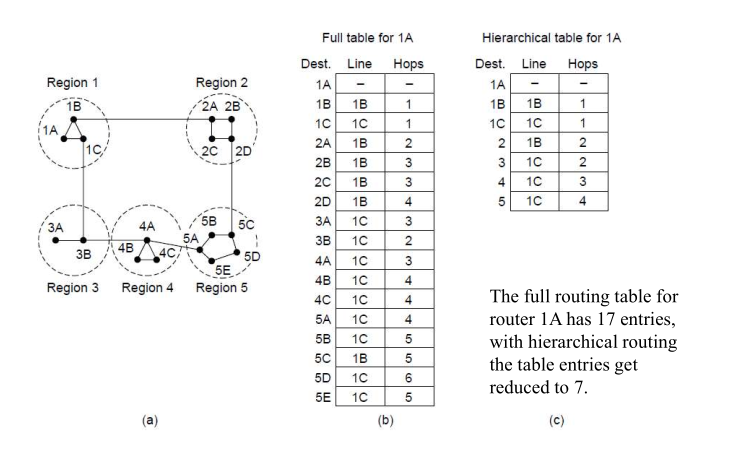 Full table for 1A
Dest. Line Hops
1A – –
1B 1B 1
1C 1C 1
2A 1B 2
2B 1B 3
2C 1B 3
2D 1B 4
3A 1C 3
3B 1C 2
4A 1C 3
4B 1C 4
4C 1C 4
5A 1C 4
5B 1C 5
5C 1B 5
5D 1C 6
5E 1C 5
(b)
Hierarchical table for 1A
Dest. Line Hops
1A – –
1B 1B 1
1C 1C 1
2 1B 2
3 1C 2
4 1C 3
5 1C 4
(c)
Region 1
1B
1A
1C
Region 2
2A 2B
2C 2D
3A
3B
Region 3
4A
4B 4C
Region 4
5B 5C
5A
5D
5E
Region 5
(a)
The full routing table for
router 1A has 17 entries,
with hierarchical routing
the table entries get
reduced to 7.